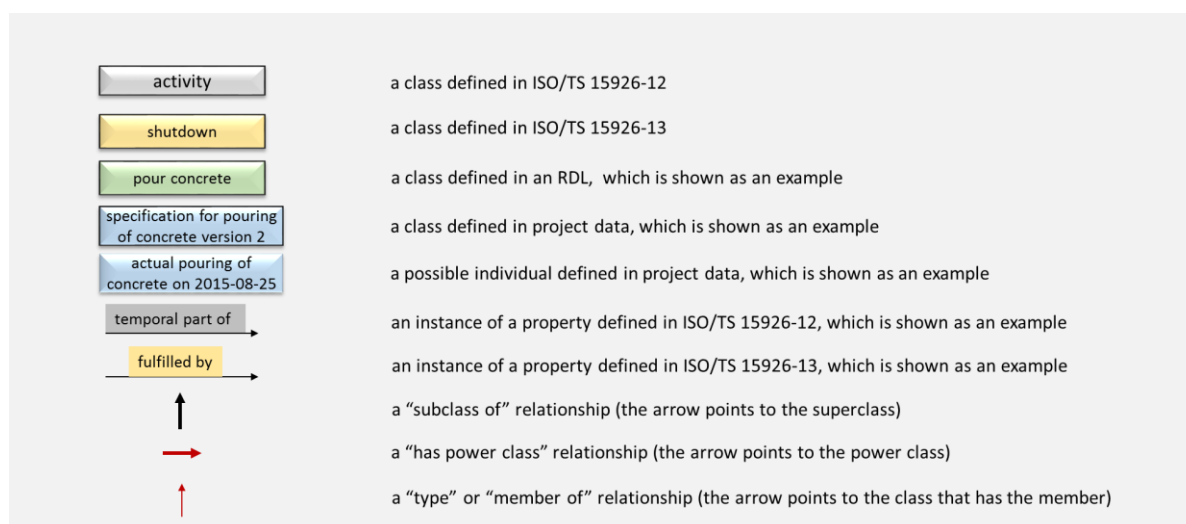 activity a class defined in ISO/TS 15926-12
shutdown a class defined in ISO/TS 15926-13
pour concrete a class defined in an RDL, which is shown as an example
specification for pouring
of concrete version 2 a class defined in project data, which is shown as an example
actual pouring of
concrete on 2015-08-25 a possible individual defined in project data, which is shown as an example
temporal part of an instance of a property defined in ISO/TS 15926-12, which is shown as an example
fulfilled by an instance of a property defined in ISO/TS 15926-13, which is shown as an example
a “subclass of” relationship (the arrow points to the superclass)
a “has power class” relationship (the arrow points to the power class)
a “type” or “member of” relationship (the arrow points to the class that has the member)